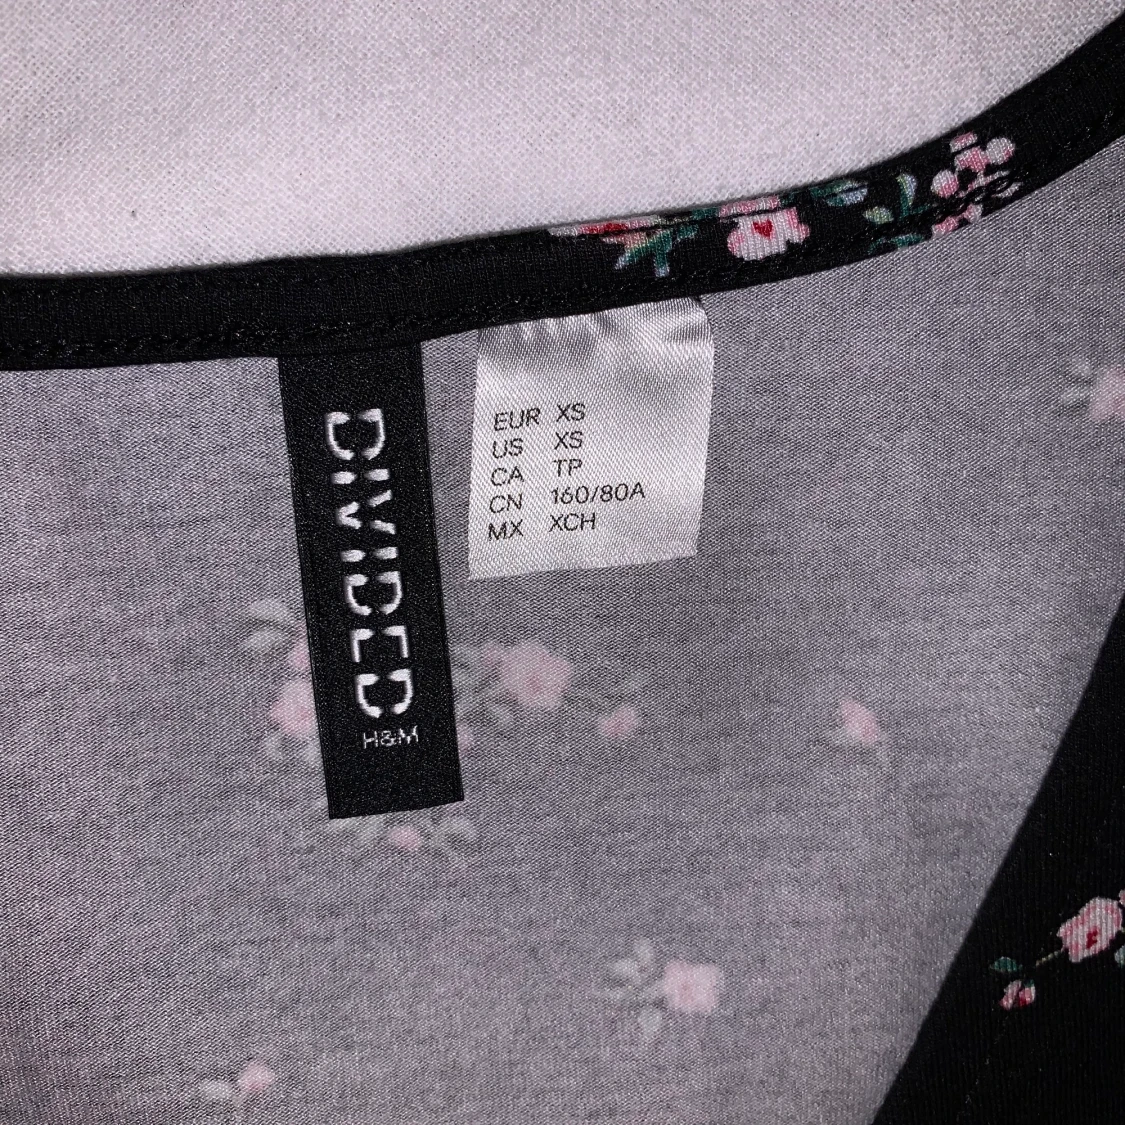 DIVIDED
H&M
EUR XS
US XS
CA TP
CN 160/80A
MX XCH